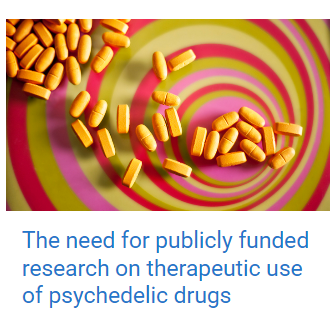 The need for publicly funded
research on therapeutic use
of psychedelic drugs